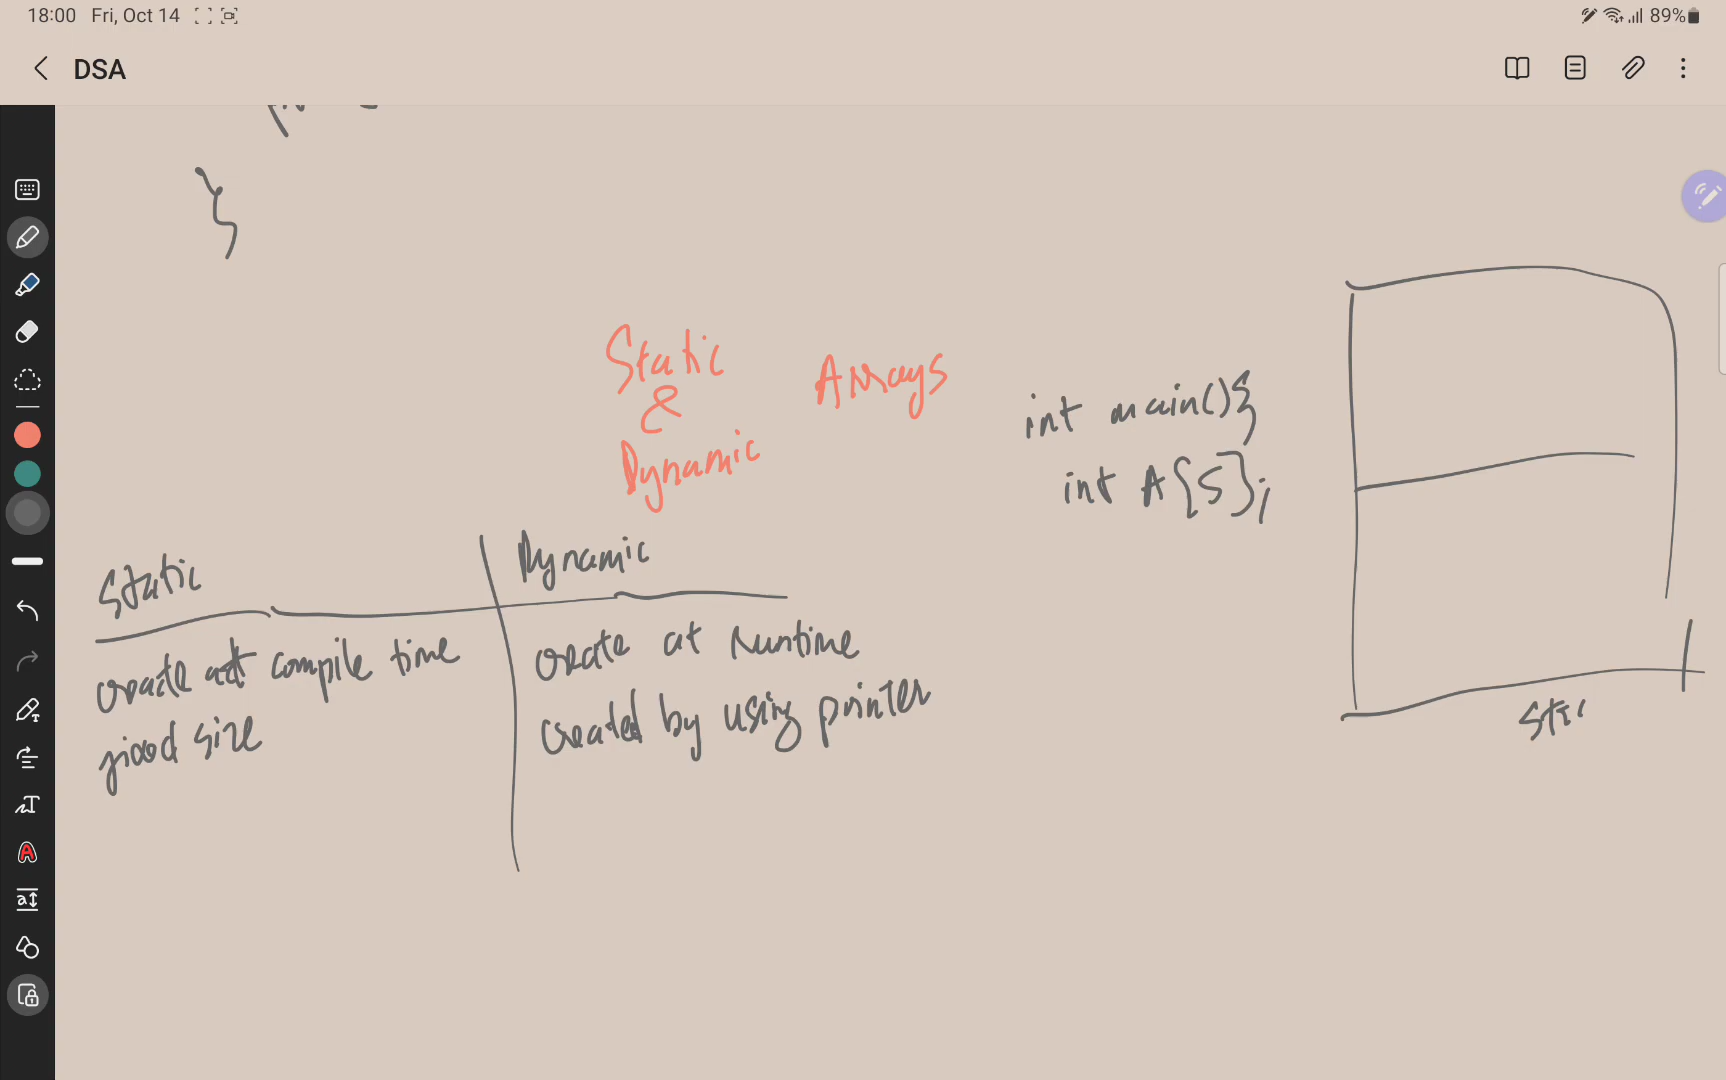 18:00 Fri, Oct 14 89%
DSA
}
Static
&
Dynamic
Arrays
int main(){
int A[5];
Static
Dynamic
create at compile time
fixed size
create at Runtime
created by using pointer
Stac